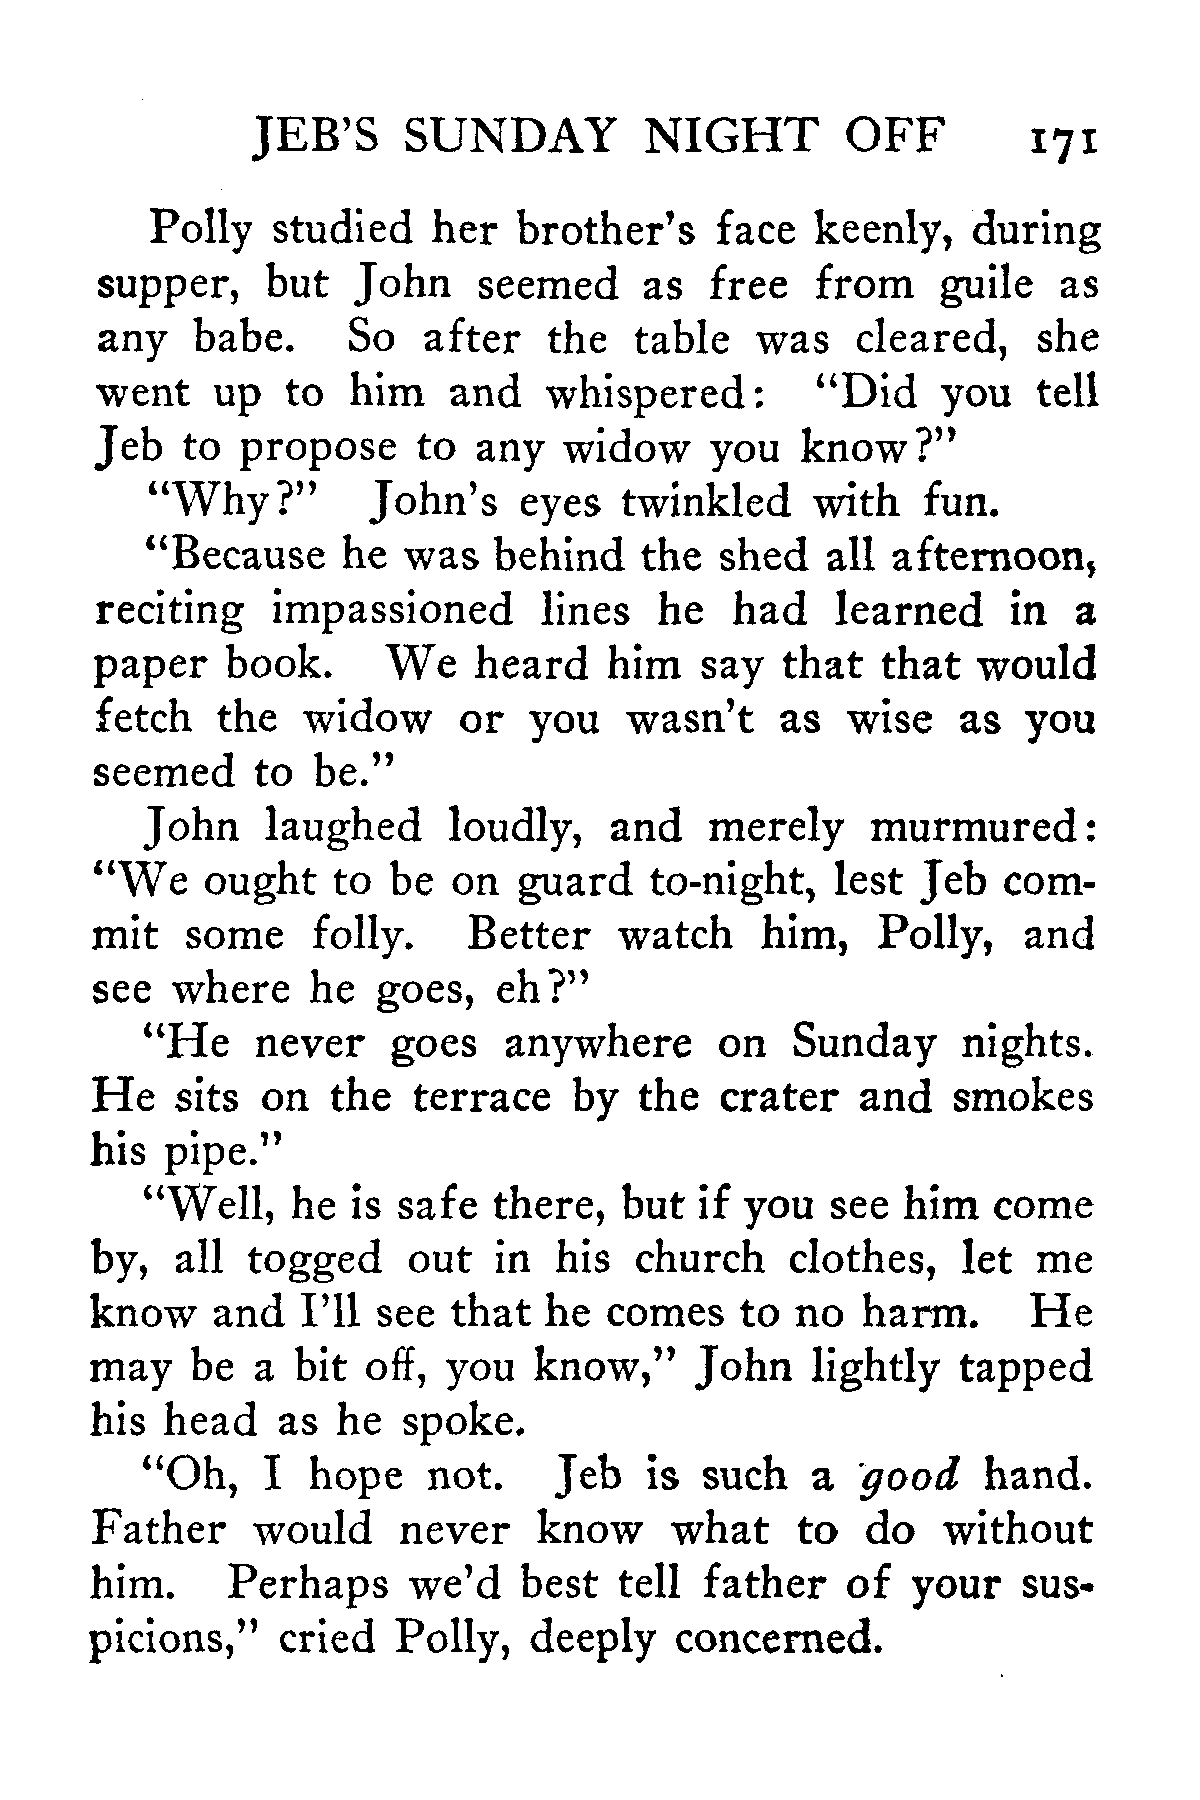 JEB'S SUNDAY NIGHT OFF 171
Polly studied her brother's face keenly, during
supper, but John seemed as free from guile as
any babe. So after the table was cleared, she
went up to him and whispered: "Did you tell
Jeb to propose to any widow you know?"
"Why?" John's eyes twinkled with fun.
"Because he was behind the shed all afternoon,
reciting impassioned lines he had learned in a
paper book. We heard him say that that would
fetch the widow or you wasn't as wise as you
seemed to be."
John laughed loudly, and merely murmured:
"We ought to be on guard to-night, lest Jeb com-
mit some folly. Better watch him, Polly, and
see where he goes, eh?"
"He never goes anywhere on Sunday nights.
He sits on the terrace by the crater and smokes
his pipe."
"Well, he is safe there, but if you see him come
by, all togged out in his church clothes, let me
know and I'll see that he comes to no harm. He
may be a bit off, you know," John lightly tapped
his head as he spoke.
"Oh, I hope not. Jeb is such a good hand.
Father would never know what to do without
him. Perhaps we'd best tell father of your sus-
picions," cried Polly, deeply concerned.